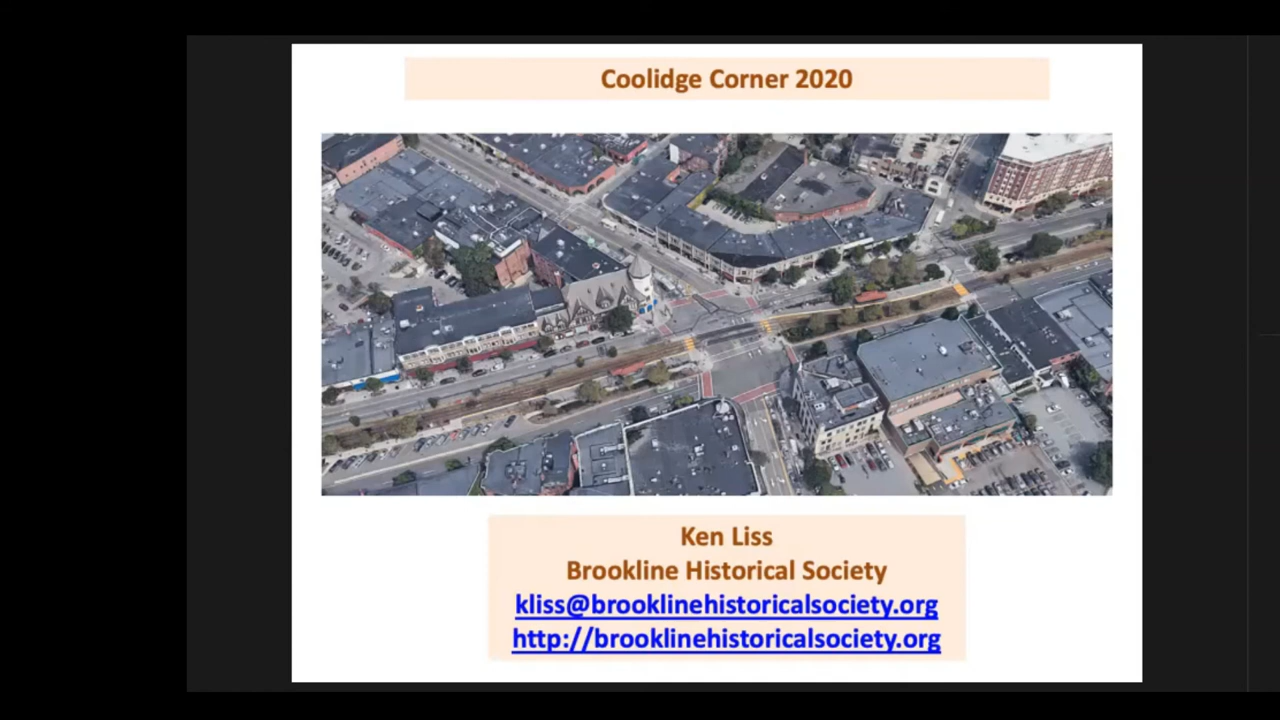 Coolidge Corner 2020
Ken Liss
Brookline Historical Society
kliss@brooklinehistoricalsociety.org
http://brooklinehistoricalsociety.org